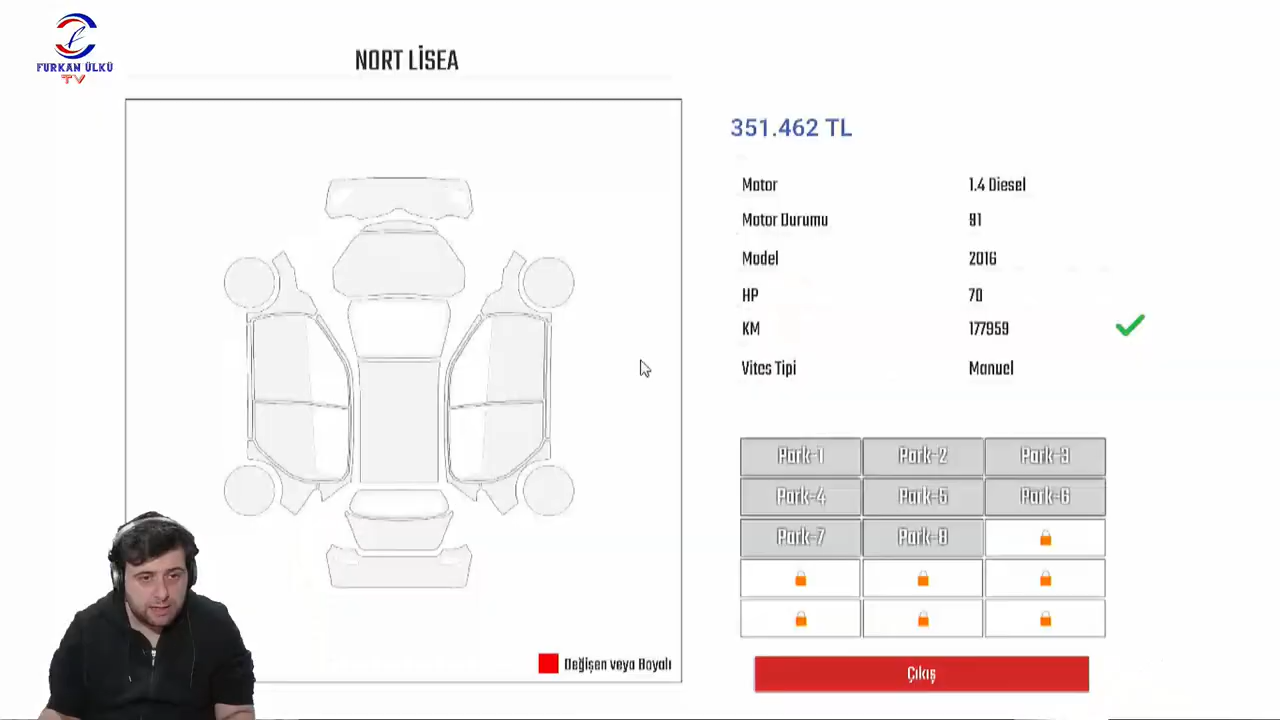 FURKAN ÜLKÜ
TV
NORT LİSEA
351.462 TL
Motor 1.4 Diesel
Motor Durumu 91
Model 2016
HP 70
KM 177959
Vites Tipi Manuel
Park-1 Park-2 Park-3
Park-4 Park-5 Park-6
Park-7 Park-8
Değişen veya Boyalı
Çıkış